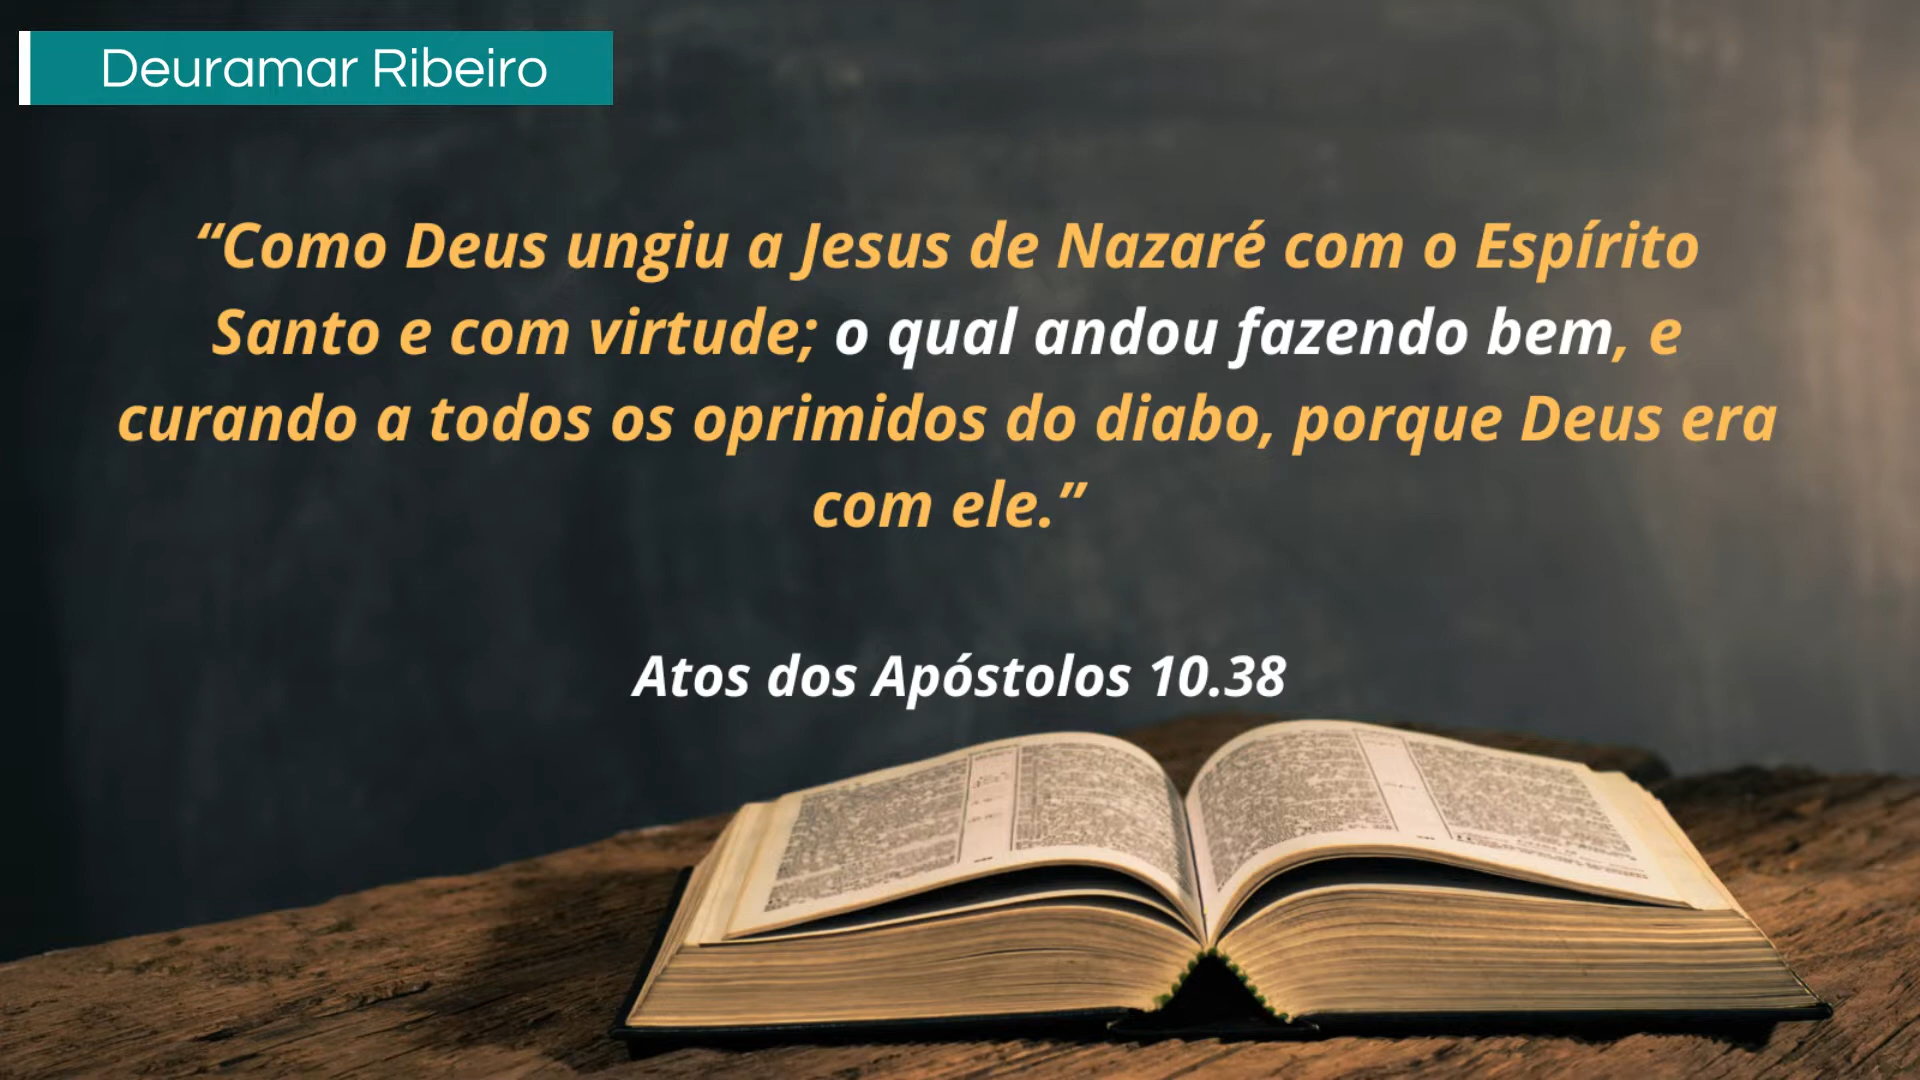 Deuramar Ribeiro
“Como Deus ungiu a Jesus de Nazaré com o Espírito
Santo e com virtude; o qual andou fazendo bem, e
curando a todos os oprimidos do diabo, porque Deus era
com ele.”
Atos dos Apóstolos 10.38